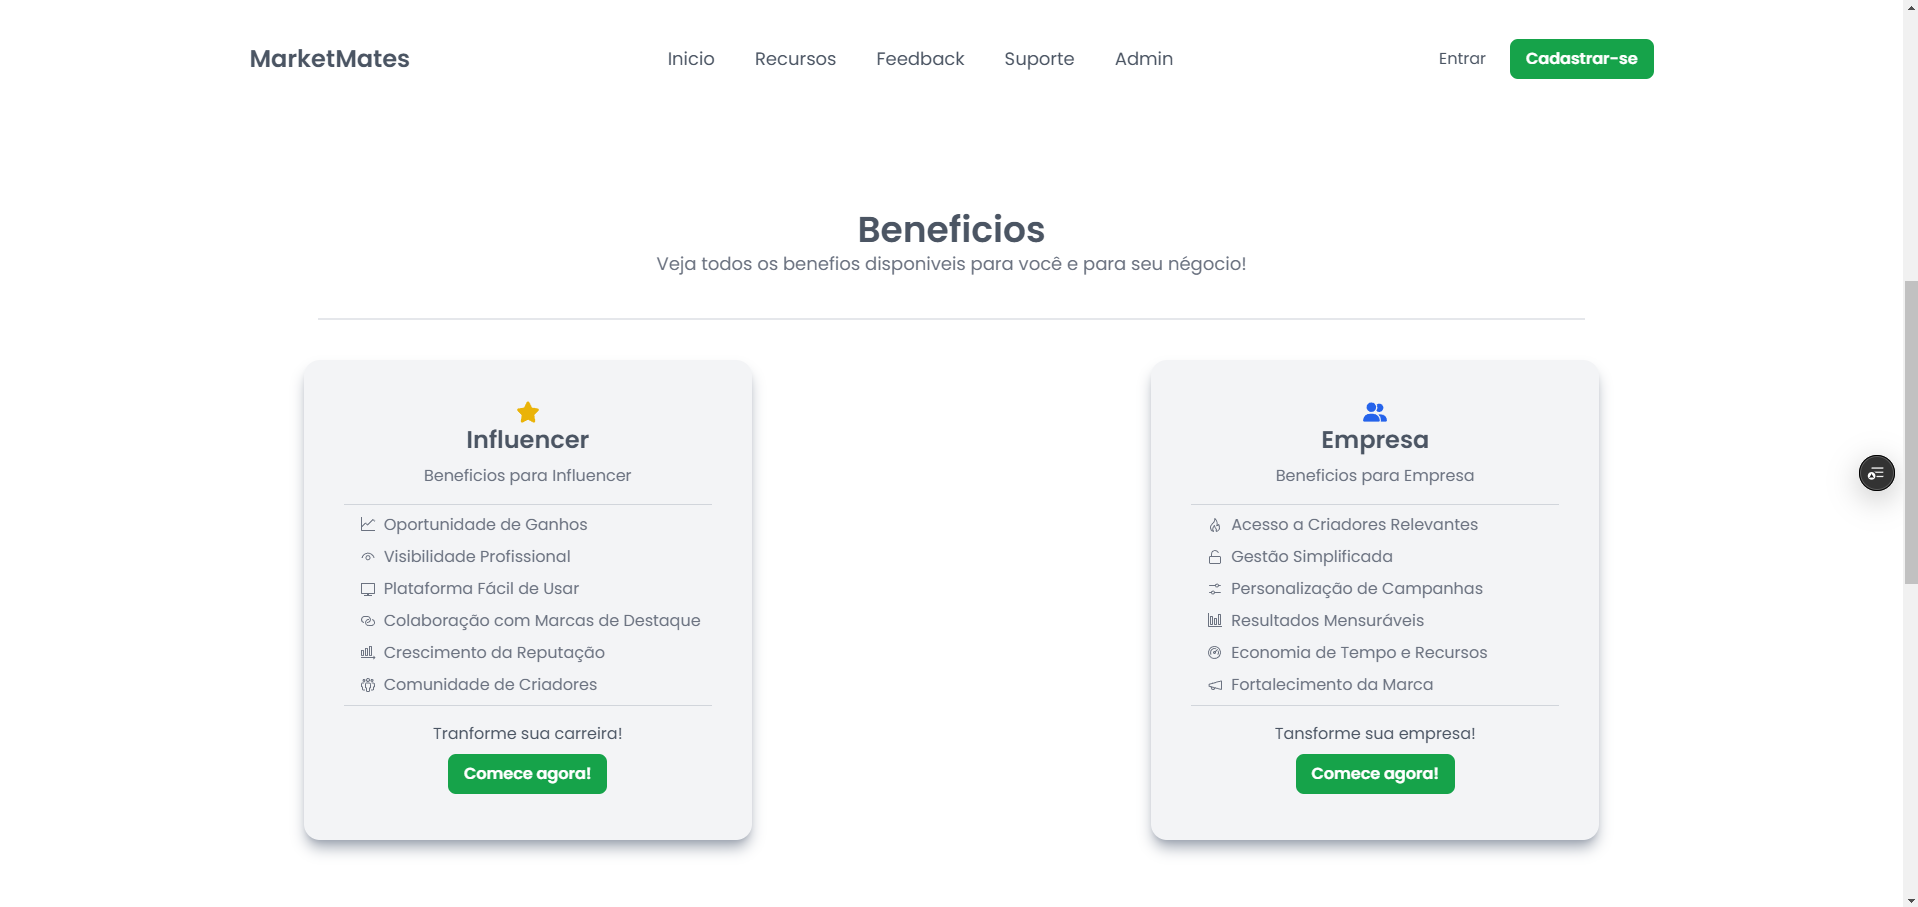 MarketMates
Inicio
Recursos
Feedback
Suporte
Admin
Entrar
Cadastrar-se
Beneficios
Veja todos os benefios disponiveis para você e para seu négocio!
Influencer
Beneficios para Influencer
Oportunidade de Ganhos
Visibilidade Profissional
Plataforma Fácil de Usar
Colaboração com Marcas de Destaque
Crescimento da Reputação
Comunidade de Criadores
Tranforme sua carreira!
Comece agora!
Empresa
Beneficios para Empresa
Acesso a Criadores Relevantes
Gestão Simplificada
Personalização de Campanhas
Resultados Mensuráveis
Economia de Tempo e Recursos
Fortalecimento da Marca
Tansforme sua empresa!
Comece agora!